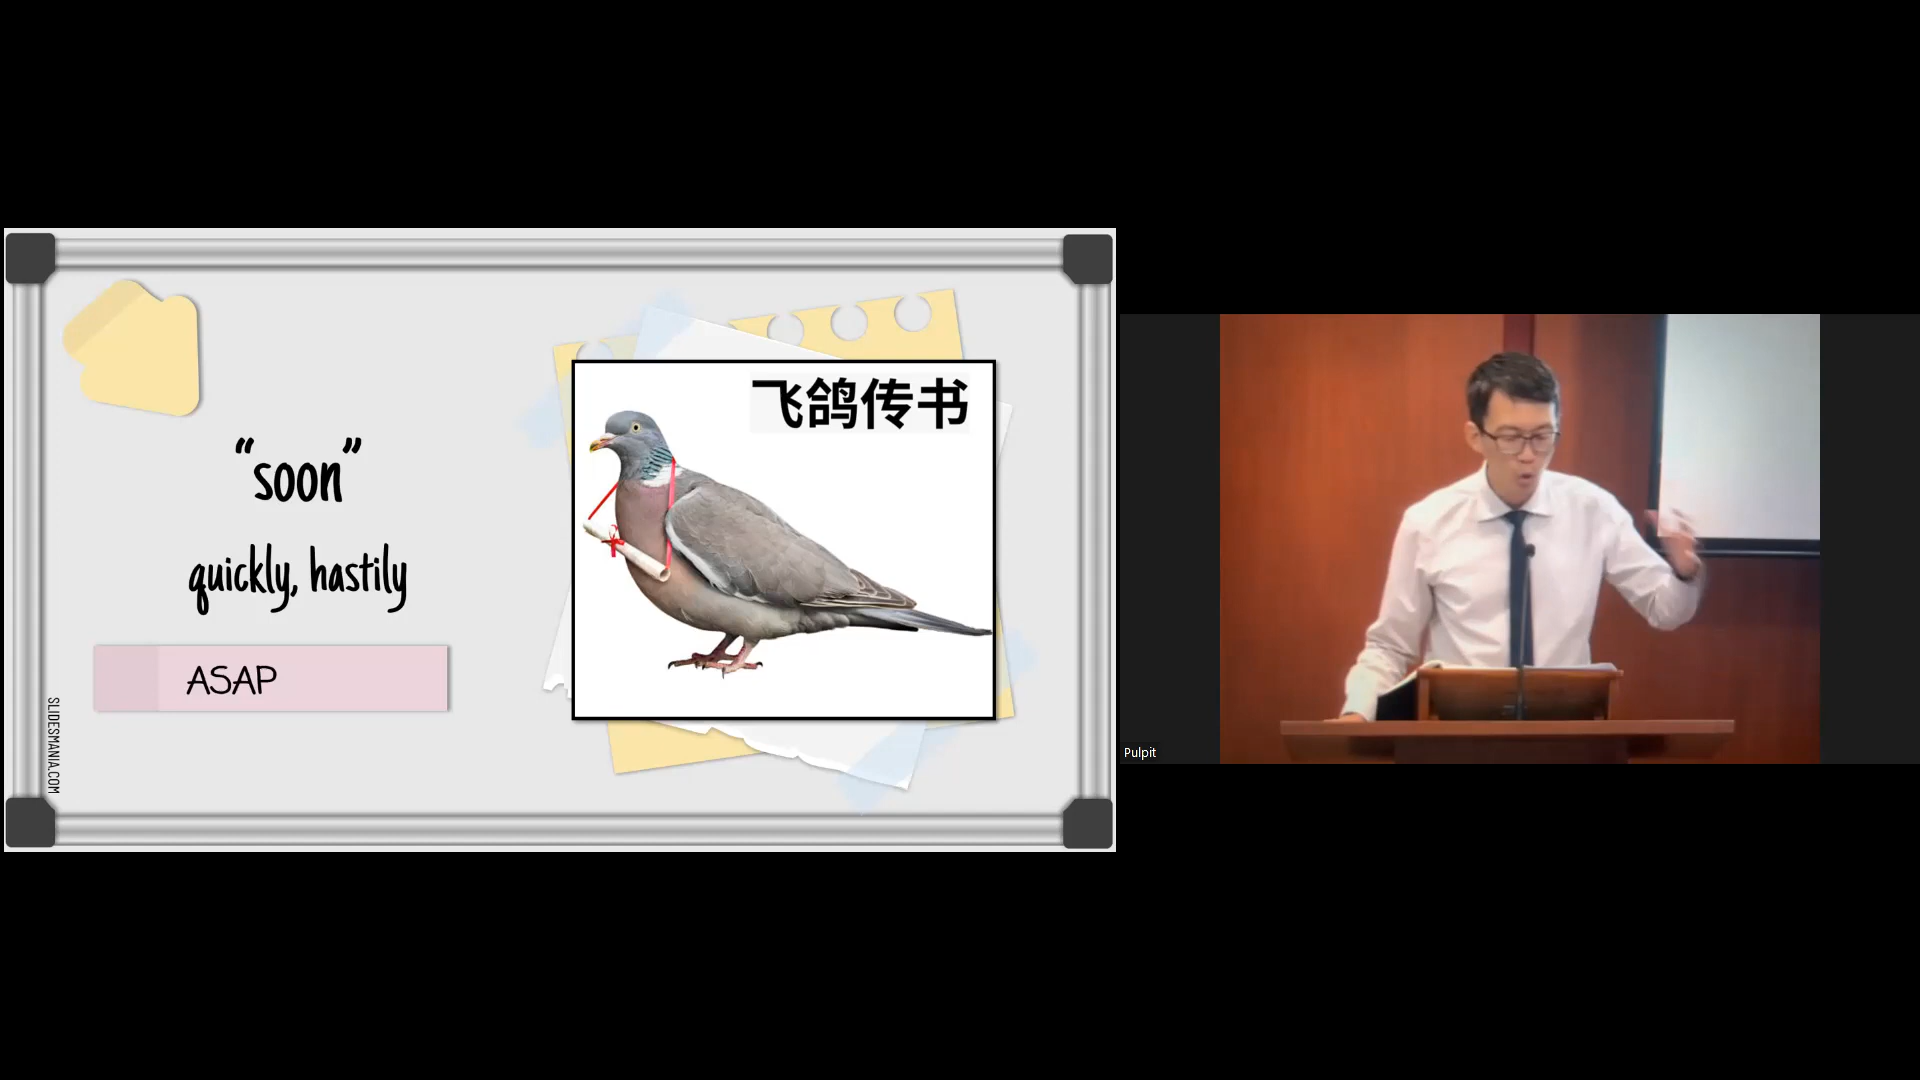 “soon”
quickly, hastily
ASAP
SLIDESMANIA.COM
飞鸽传书
Pulpit